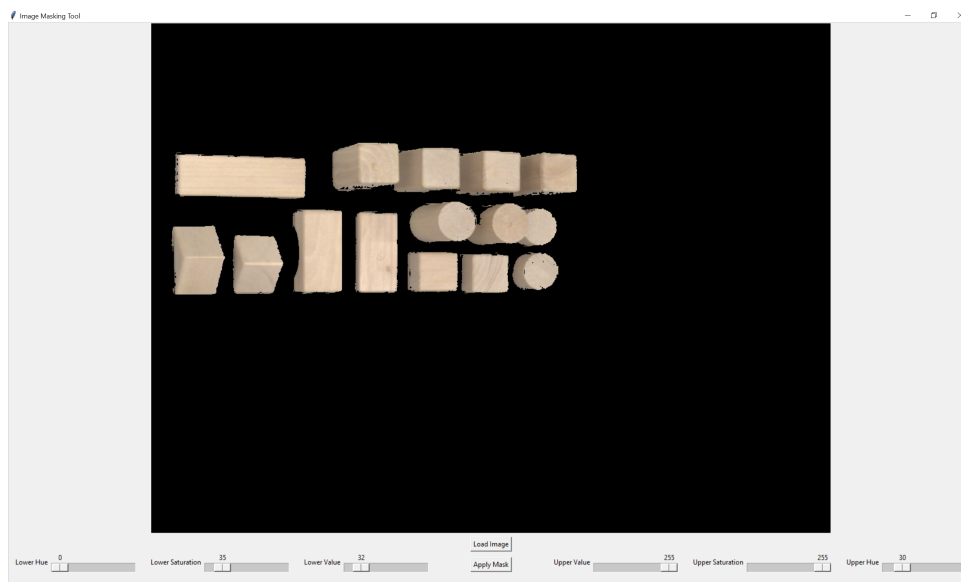 Image Masking Tool
Load Image
0 35 32 255 255 30
Lower Hue Lower Saturation Lower Value Apply Mask Upper Value Upper Saturation Upper Hue